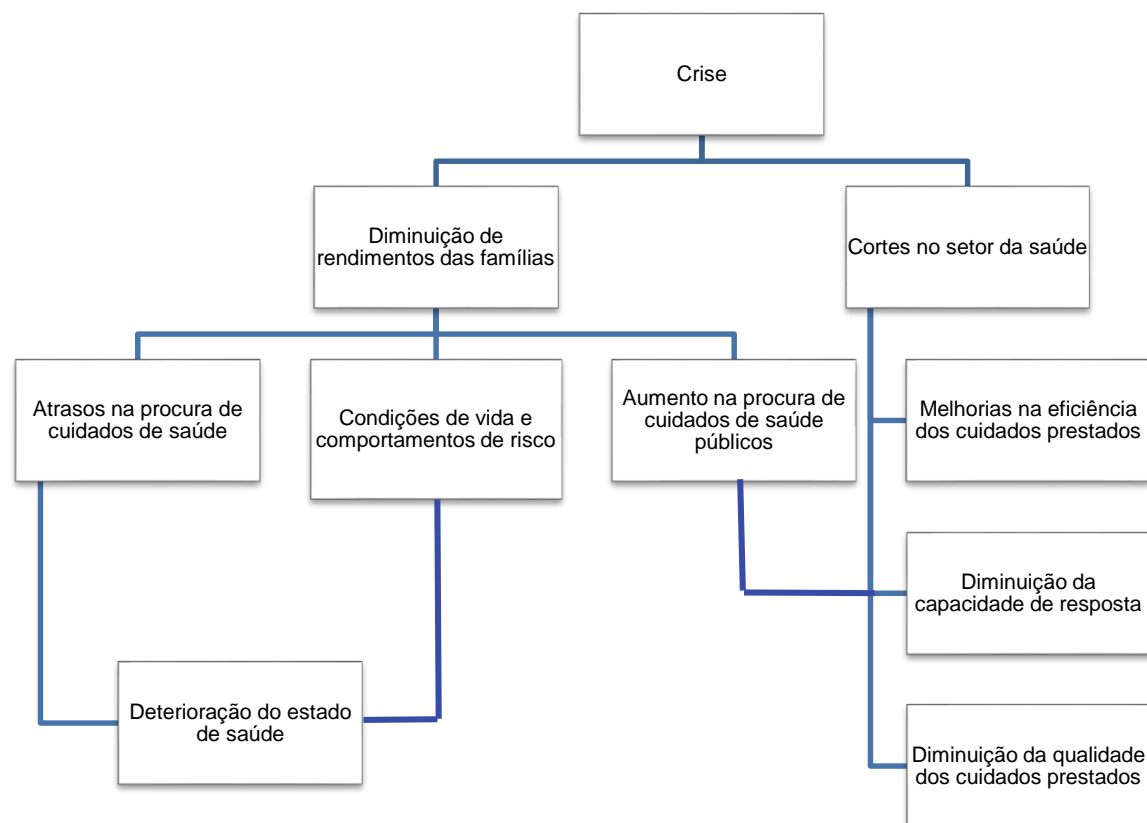 Crise
Diminuição de
rendimentos das famílias
Cortes no setor da saúde
Atrasos na procura de
cuidados de saúde
Condições de vida e
comportamentos de risco
Aumento na procura de
cuidados de saúde
públicos
Melhorias na eficiência
dos cuidados prestados
Diminuição da
capacidade de resposta
Deterioração do estado
de saúde
Diminuição da qualidade
dos cuidados prestados